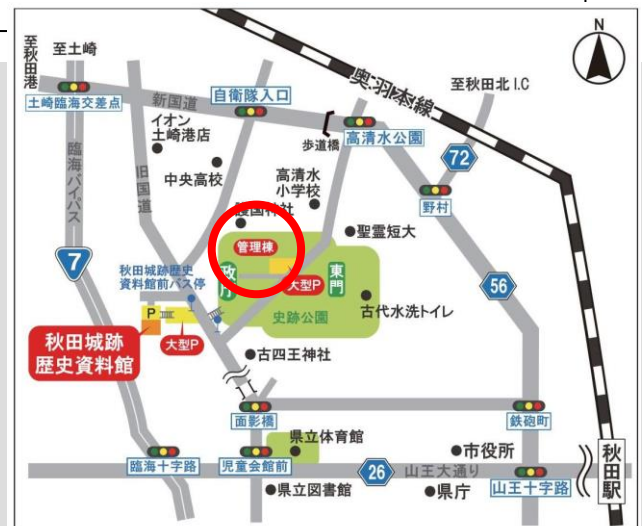 N
至秋田港
至土崎
至秋田北 I.C
奥羽本線
新国道
自衛隊入口
土崎臨海交差点
イオン
土崎港店
歩道橋
高清水公園
72
中央高校
高清水
小学校
野村
臨海バイパス
旧国道
護国神社
聖霊短大
管理棟
7
秋田城跡歴史
資料館前バス停
政庁
大型P
東門
56
古代水洗トイレ
P
大型P
史跡公園
秋田城跡
歴史資料館
古四王神社
面影橋
鉄砲町
県立体育館
市役所
秋田駅
臨海十字路
児童会館前
26
山王大通り
山王十字路
県立図書館
県庁